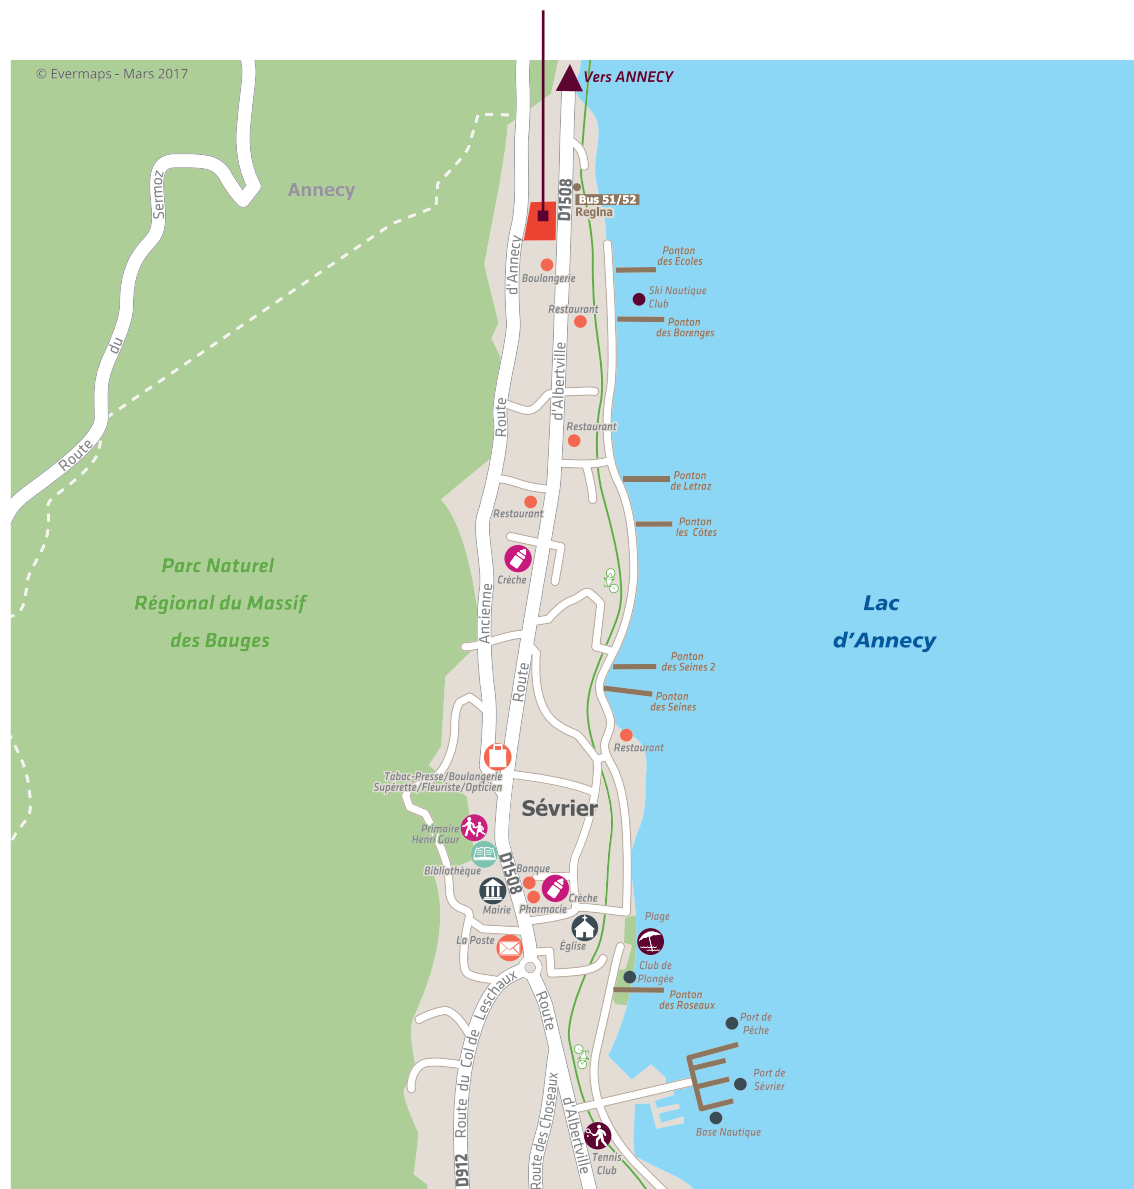 © Evermaps - Mars 2017
Vers ANNECY
Annecy
Sermoz
D1508
Bus 51/52
Regina
Ponton
des Écoles
d'Annecy
Boulangerie
Ski Nautique
Club
Restaurant
Ponton
des Borenges
du
d'Albertville
Route
Restaurant
Route
Ponton
de Letraz
Restaurant
Ponton
les Côtes
Parc Naturel
Régional du Massif
des Bauges
Crèche
Lac
d'Annecy
Ancienne
Route
Ponton
des Seines 2
Ponton
des Seines
Restaurant
Tabac-Presse/Boulangerie
Supérette/Fleuriste/Opticien
Sévrier
Primaire
Henri Gour
Bibliothèque
D1508
Banque
Crèche
Mairie
Pharmacie
Plage
La Poste
Église
Club de
Plongée
Ponton
des Roseaux
Route
Port de
Pêche
Route du Col de Leschaux
Port de
Sévrier
Route des Choseaux
d'Albertville
Base Nautique
Tennis
Club
D912